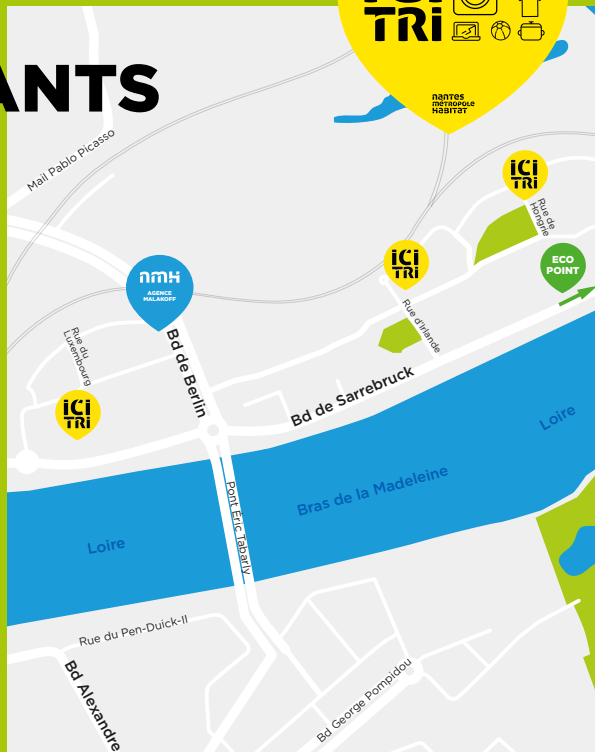 TRi
ANTS
nantes
métropole
habitat
Mail Pablo Picasso
iCi
TRi
Rue de
Hongrie
ECO
POINT
iCi
TRi
nmh
AGENCE
MALAKOFF
Rue du
Luxembourg
Bd de Berlin
Rue d'Irlande
iCi
TRi
Bd de Sarrebruck
Loire
Bras de la Madeleine
Pont Éric Tabarly
Loire
Rue du Pen-Duick-II
Bd Alexandre
Bd George Pompidou